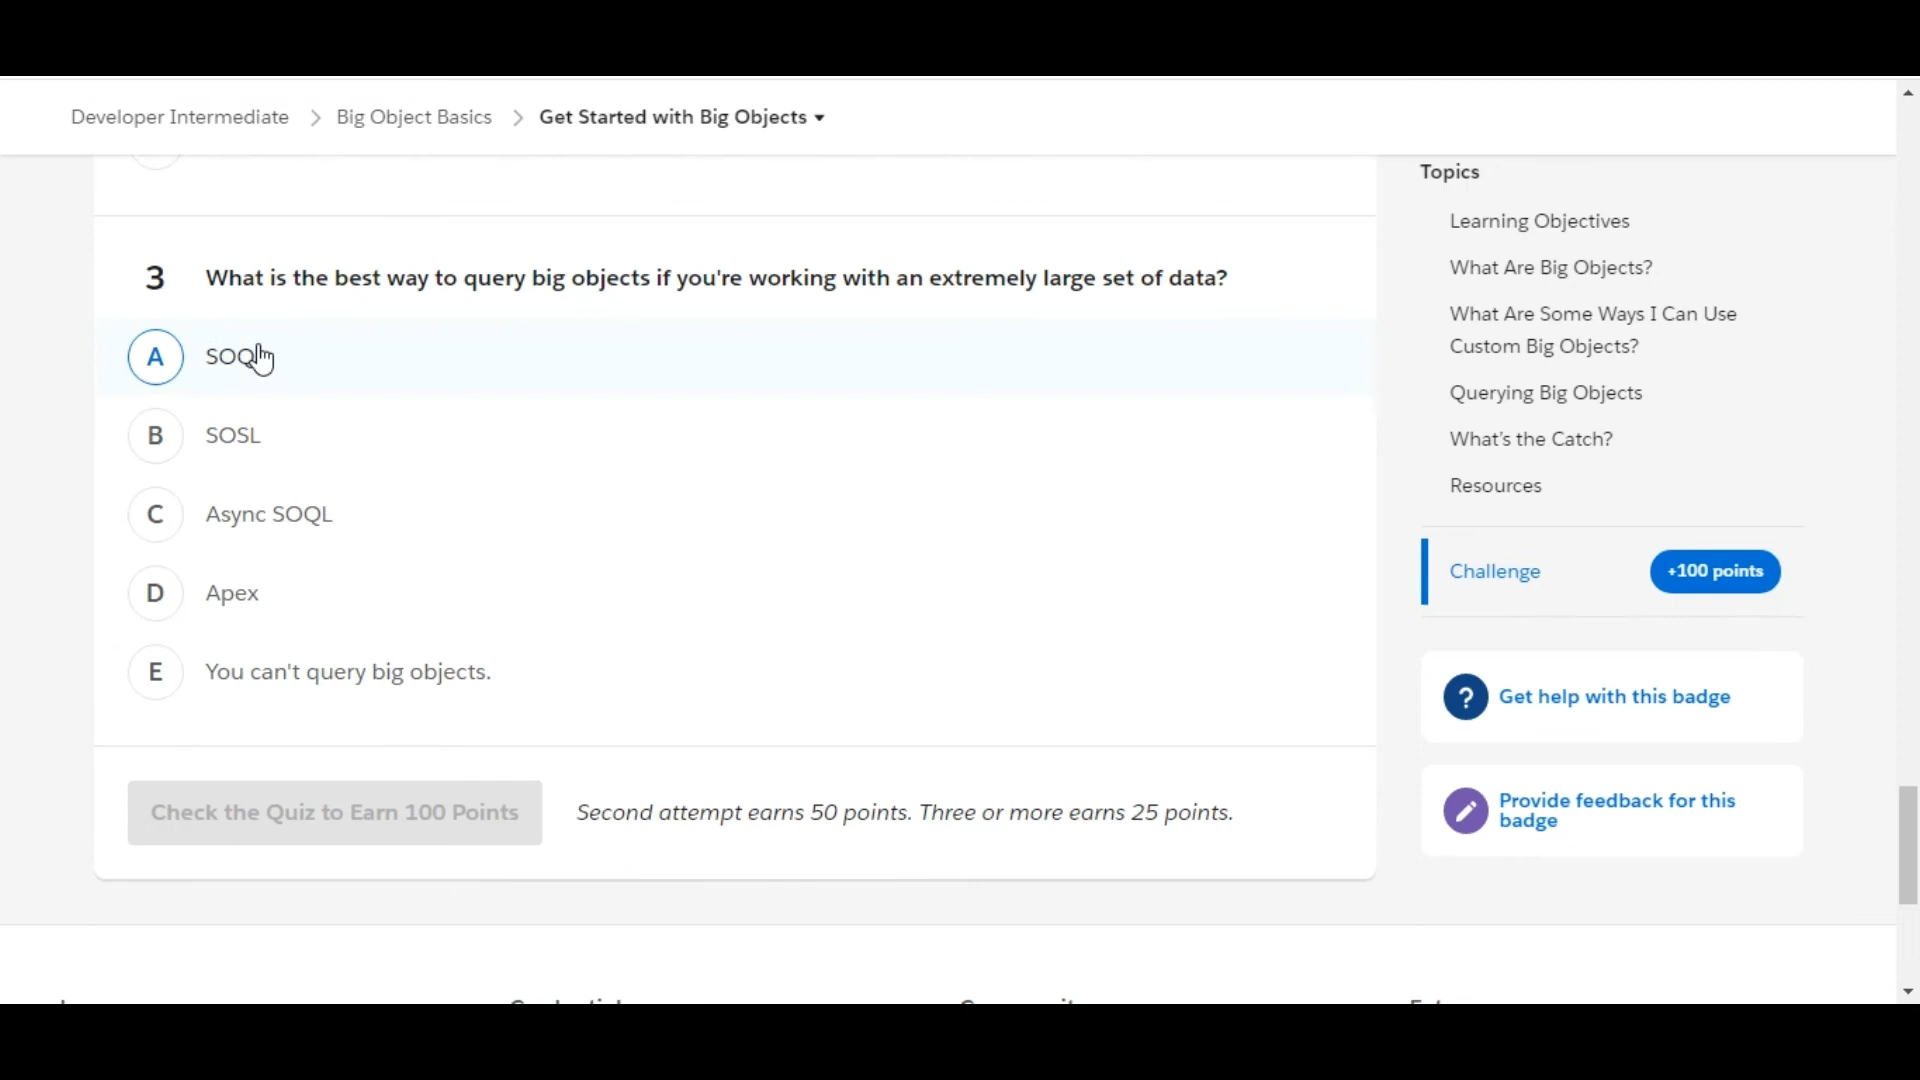 Developer Intermediate > Big Object Basics > Get Started with Big Objects
3 What is the best way to query big objects if you're working with an extremely large set of data?
A
B SOSL
C Async SOQL
D Apex
E You can't query big objects.
Check the Quiz to Earn 100 Points
Second attempt earns 50 points. Three or more earns 25 points.
Topics
Learning Objectives
What Are Big Objects?
What Are Some Ways I Can Use
Custom Big Objects?
Querying Big Objects
What's the Catch?
Resources
Challenge
+100 points
? Get help with this badge
Provide feedback for this
badge